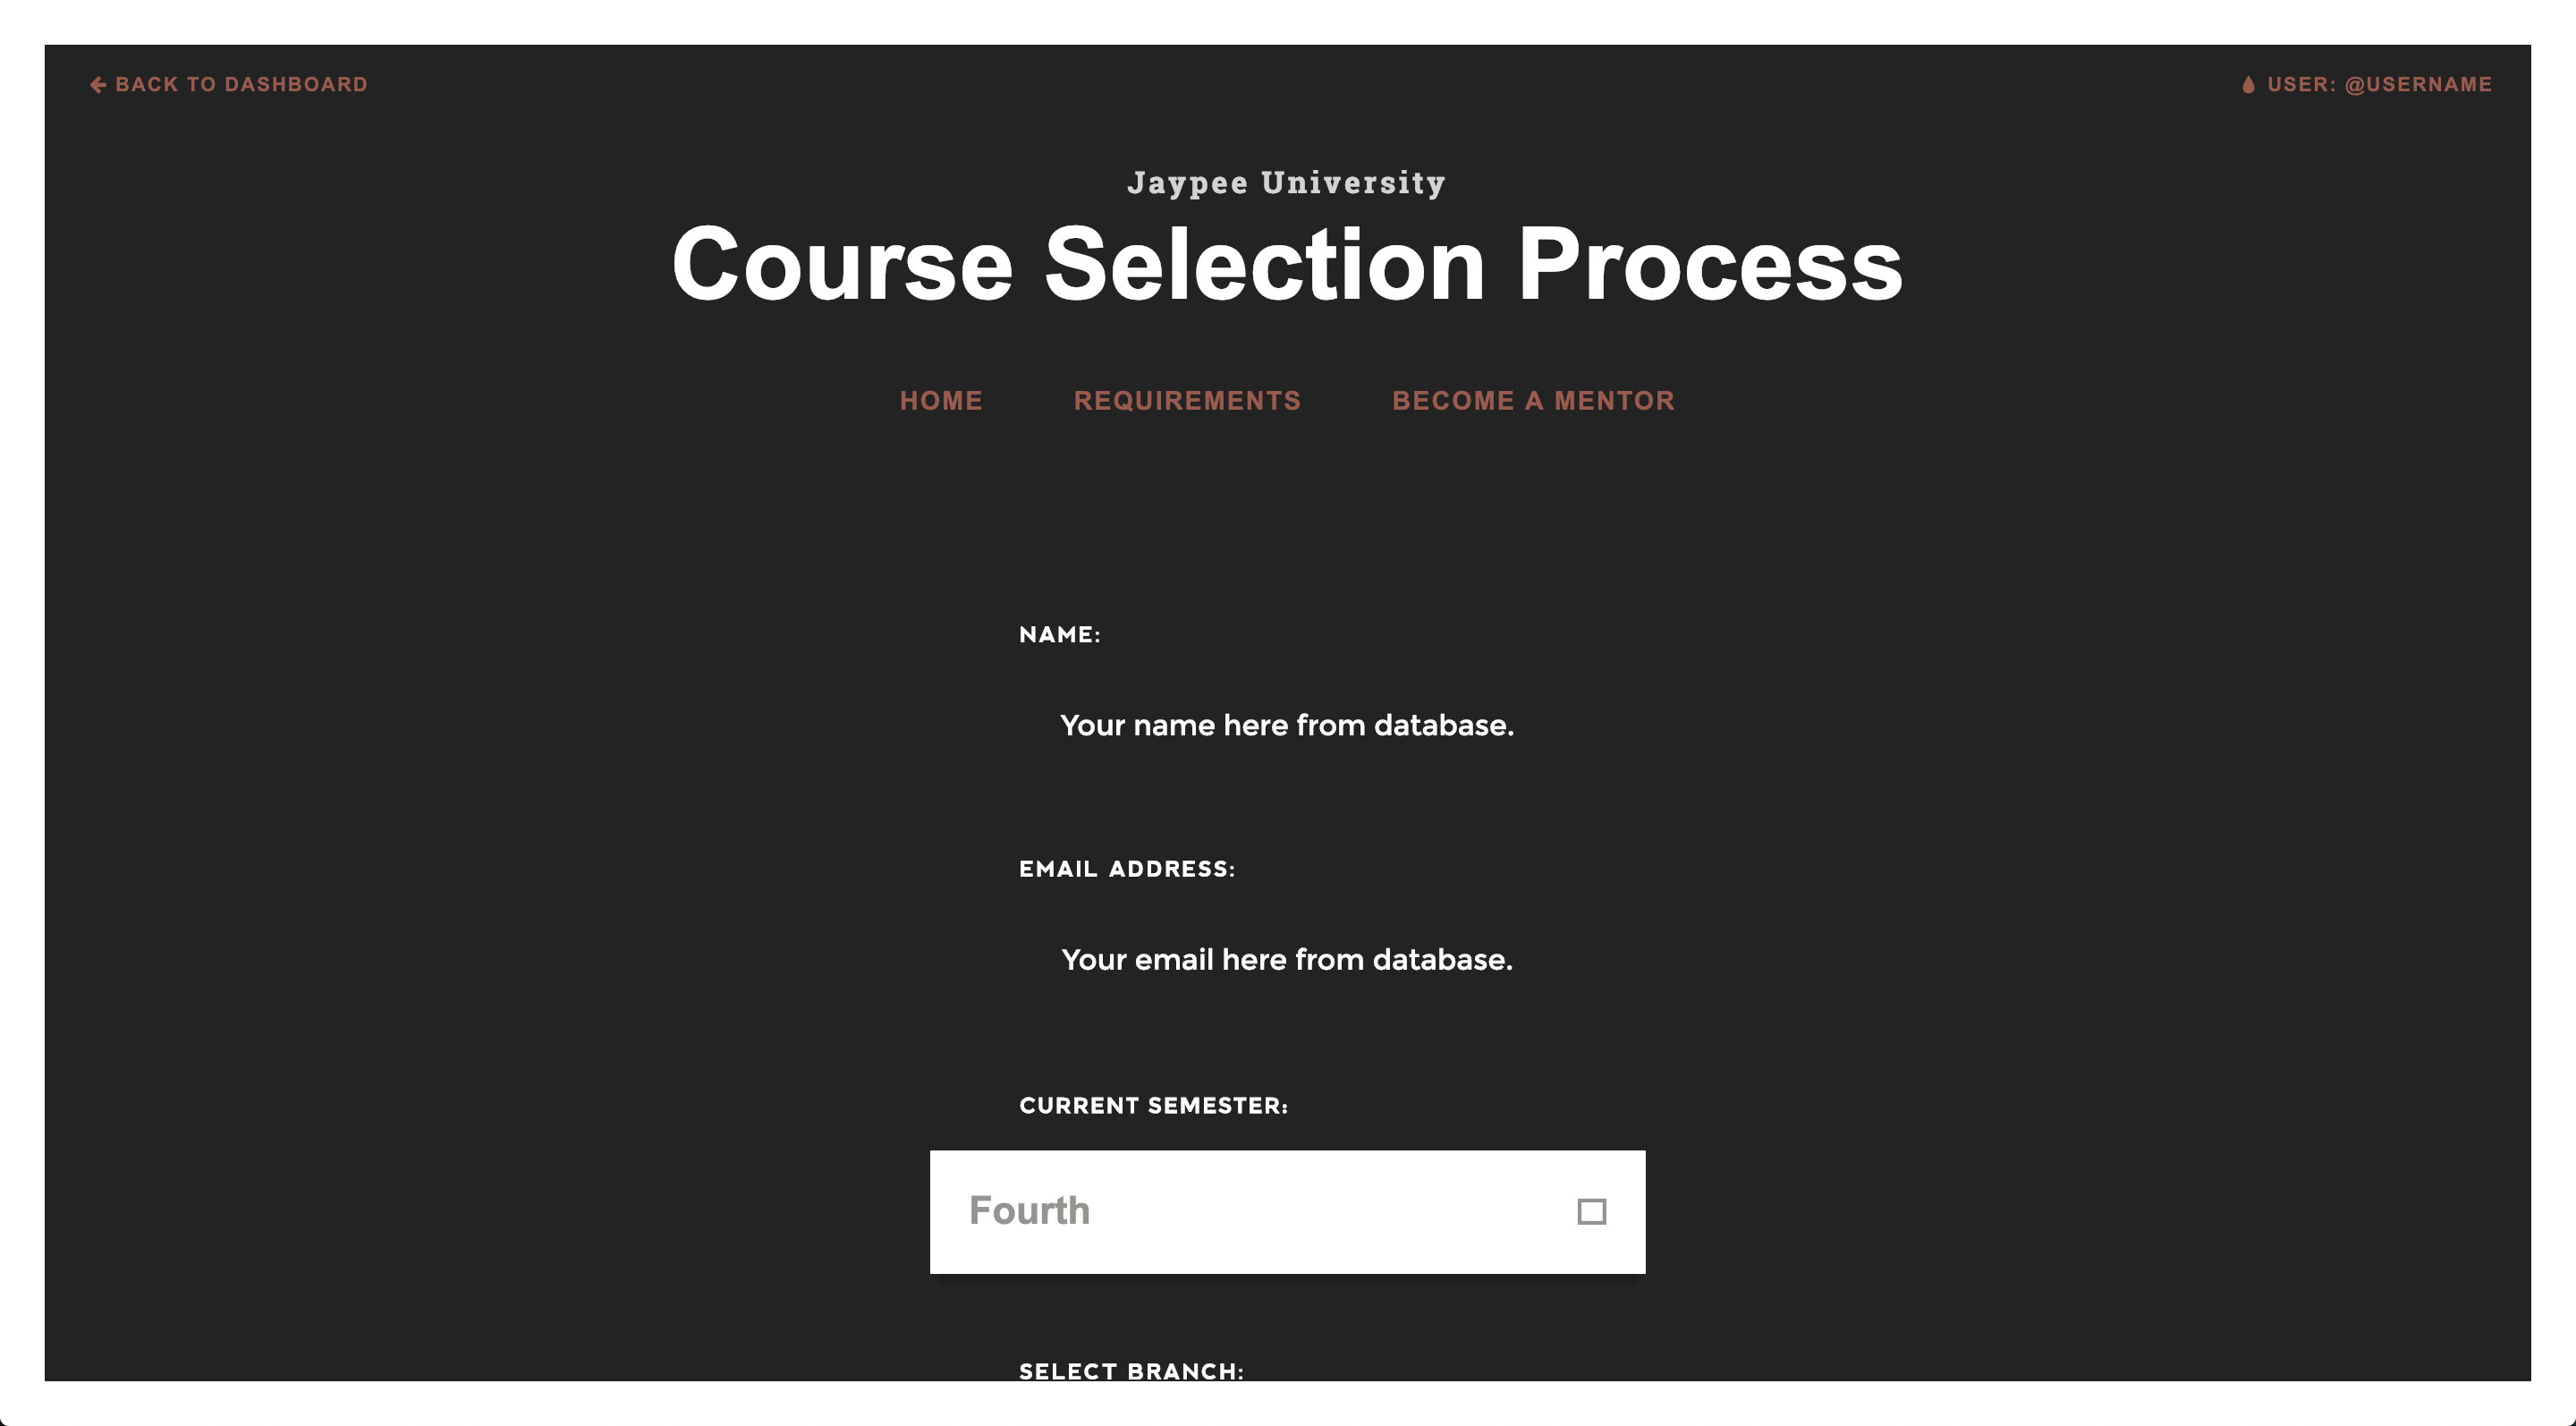 BACK TO DASHBOARD
USER: @USERNAME
Jaypee University
Course Selection Process
HOME REQUIREMENTS BECOME A MENTOR
NAME:
Your name here from database.
EMAIL ADDRESS:
Your email here from database.
CURRENT SEMESTER:
Fourth
SELECT BRANCH: